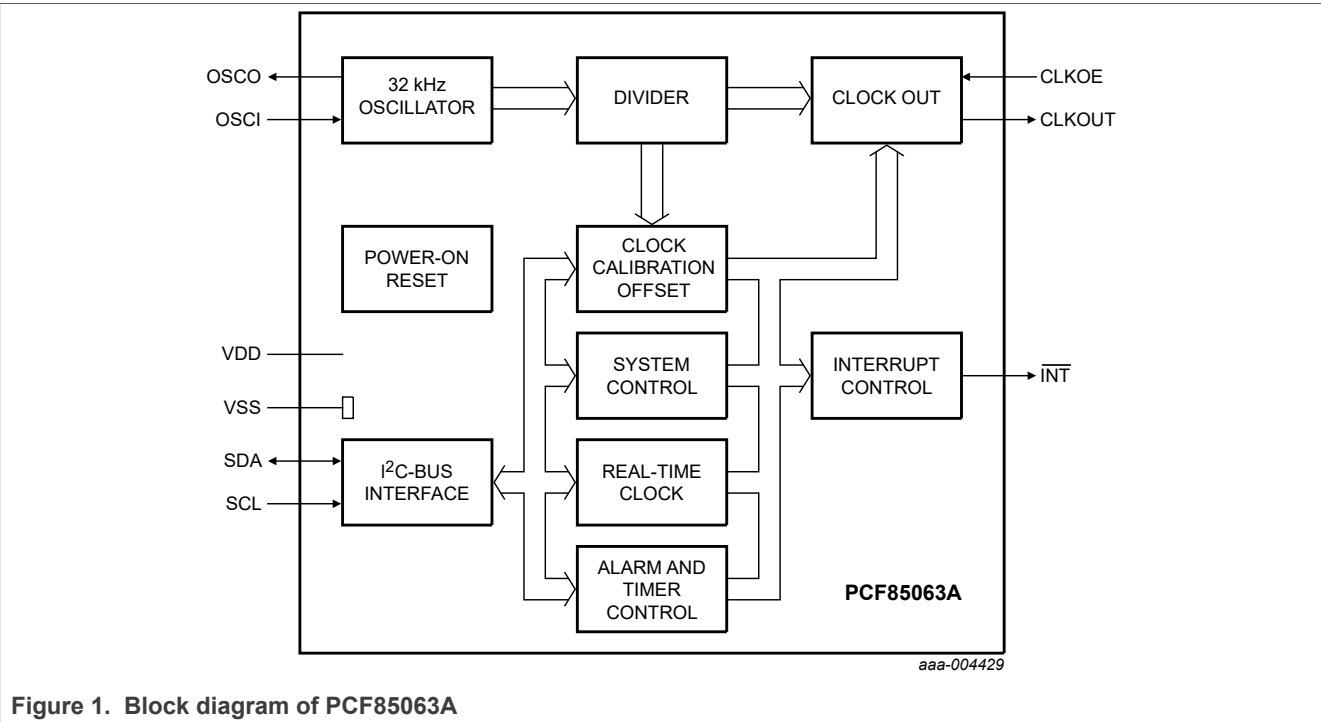 OSCO
OSCI
32 kHz
OSCILLATOR
DIVIDER
CLOCK OUT
CLKOE
CLKOUT
POWER-ON
RESET
CLOCK
CALIBRATION
OFFSET
VDD
VSS
SYSTEM
CONTROL
INTERRUPT
CONTROL
INT
SDA
SCL
I2C-BUS
INTERFACE
REAL-TIME
CLOCK
ALARM AND
TIMER
CONTROL
PCF85063A
aaa-004429
Figure 1. Block diagram of PCF85063A